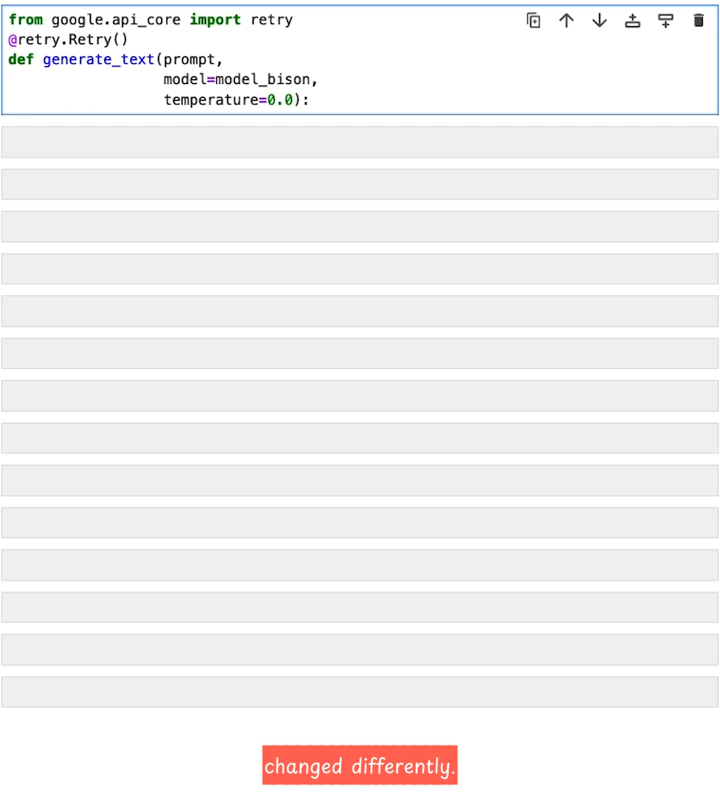 from google.api_core import retry
@retry.Retry()
def generate_text(prompt,
                  model=model_bison,
                  temperature=0.0):
changed differently.